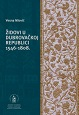 Vesna Miović
ŽIDOVI U
DUBROVAČKOJ
REPUBLICI
1546-1808.